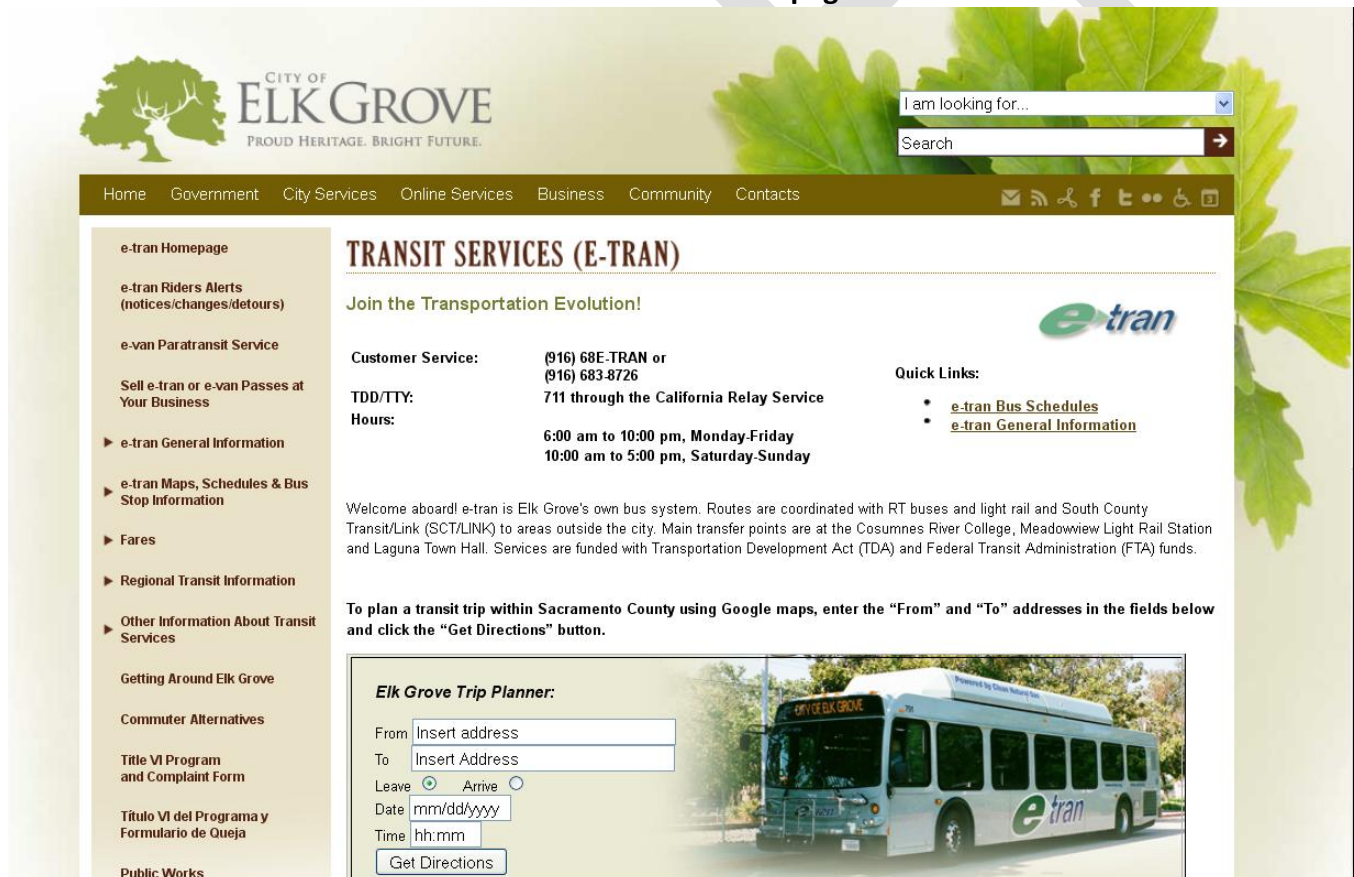 CITY OF
ELK GROVE
PROUD HERITAGE. BRIGHT FUTURE.
I am looking for...
Search
Home Government City Services Online Services Business Community Contacts
e-tran Homepage
e-tran Riders Alerts
(notices/changes/detours)
e-van Paratransit Service
Sell e-tran or e-van Passes at
Your Business
e-tran General Information
e-tran Maps, Schedules & Bus
Stop Information
Fares
Regional Transit Information
Other Information About Transit
Services
Getting Around Elk Grove
Commuter Alternatives
Title VI Program
and Complaint Form
Título VI del Programa y
Formulario de Queja
Public Works
TRANSIT SERVICES (E-TRAN)
Join the Transportation Evolution!
e tran
Customer Service: (916) 68E-TRAN or
(916) 683-8726
TDD/TTY: 711 through the California Relay Service
Hours:
6:00 am to 10:00 pm, Monday-Friday
10:00 am to 5:00 pm, Saturday-Sunday
Quick Links:
e-tran Bus Schedules
e-tran General Information
Welcome aboard! e-tran is Elk Grove's own bus system. Routes are coordinated with RT buses and light rail and South County
Transit/Link (SCT/LINK) to areas outside the city. Main transfer points are at the Cosumnes River College, Meadowview Light Rail Station
and Laguna Town Hall. Services are funded with Transportation Development Act (TDA) and Federal Transit Administration (FTA) funds.
To plan a transit trip within Sacramento County using Google maps, enter the “From” and “To” addresses in the fields below
and click the “Get Directions” button.
Elk Grove Trip Planner:
From Insert address
To Insert Address
Leave Arrive
Date mm/dd/yyyy
Time hh:mm
Get Directions
Powered by Clean Natural Gas
CITY OF ELK GROVE
e tran